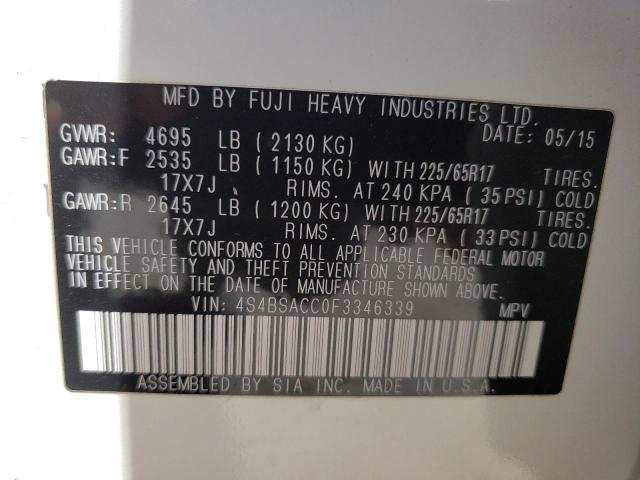 MFD BY FUJI HEAVY INDUSTRIES LTD.
DATE: 05/15
GVWR: 4695 LB (2130 KG)
GAWR:F 2535 LB (1150 KG) WITH 225/65R17 TIRES.
17X7J RIMS. AT 240 KPA (35 PSI) COLD
GAWR:R 2645 LB (1200 KG) WITH 225/65R17 TIRES.
17X7J RIMS. AT 230 KPA (33 PSI) COLD
THIS VEHICLE CONFORMS TO ALL APPLICABLE FEDERAL MOTOR
VEHICLE SAFETY AND THEFT PREVENTION STANDARDS
IN EFFECT ON THE DATE OF MANUFACTURE SHOWN ABOVE.
VIN: 4S4BSACC0F3346339 MPV
ASSEMBLED BY SIA INC. MADE IN U.S.A.